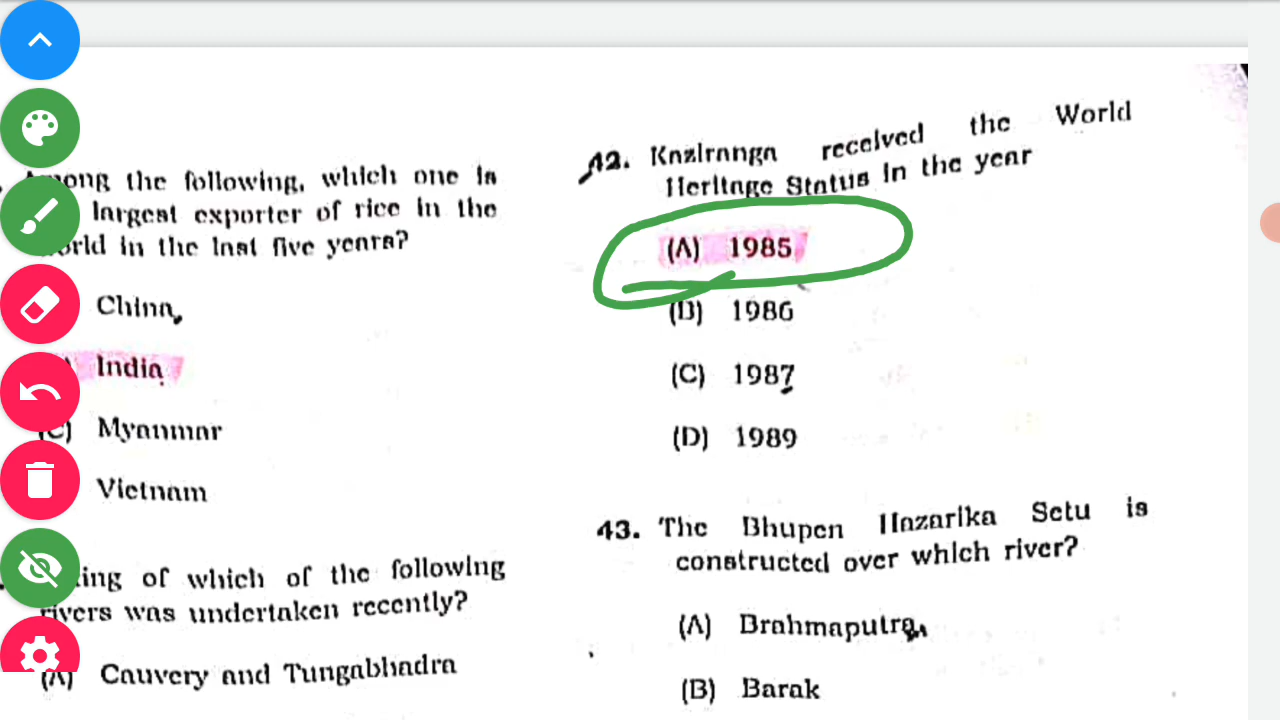 Among the following, which one is
largest exporter of rice in the
world in the last five years?
China
India
(C) Myanmar
Vietnam
of which of the following
rivers was undertaken recently?
(A) Cauvery and Tungabhadra
42. Kaziranga received the World
Heritage Status in the year
(A) 1985
(B) 1986
(C) 1987
(D) 1989
43. The Bhupen Hazarika Setu is
constructed over which river?
(A) Brahmaputra
(B) Barak